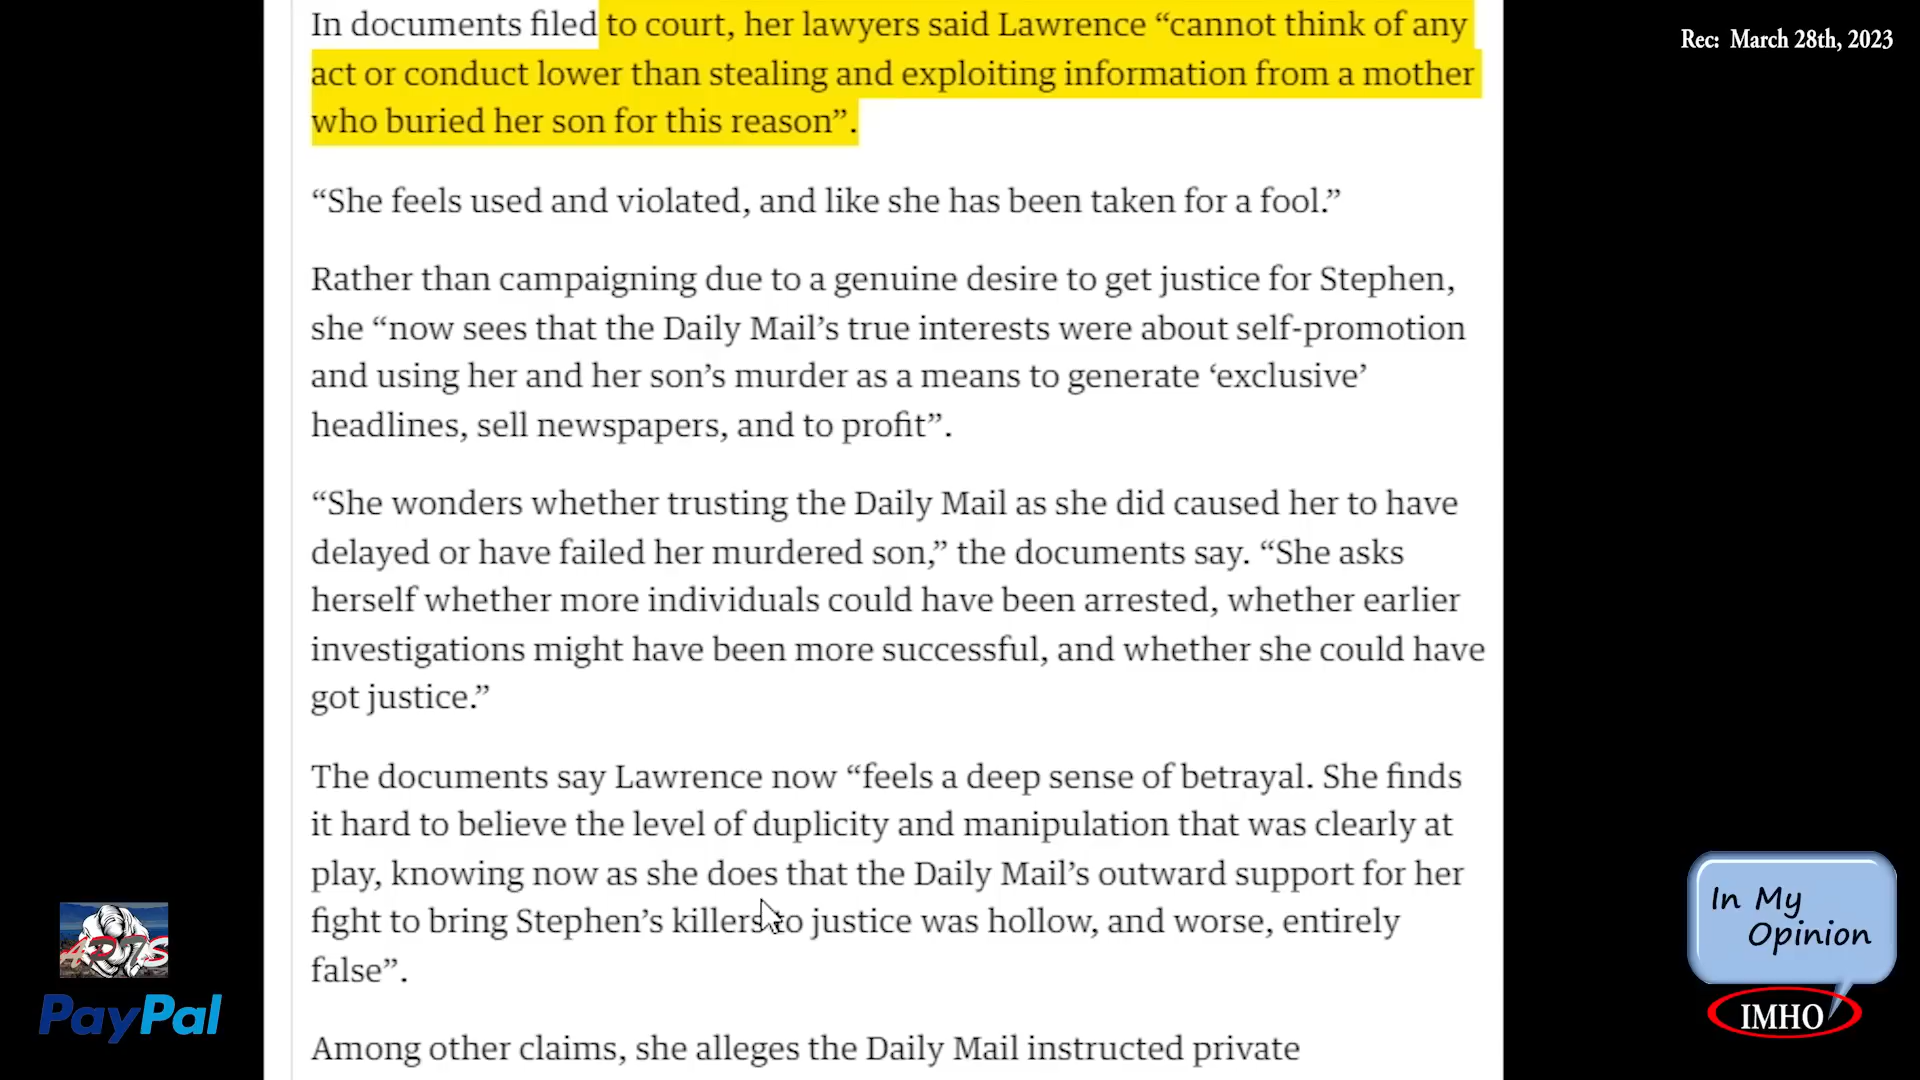 In documents filed to court, her lawyers said Lawrence “cannot think of any
act or conduct lower than stealing and exploiting information from a mother
who buried her son for this reason”.
“She feels used and violated, and like she has been taken for a fool.”
Rather than campaigning due to a genuine desire to get justice for Stephen,
she “now sees that the Daily Mail’s true interests were about self-promotion
and using her and her son’s murder as a means to generate ‘exclusive’
headlines, sell newspapers, and to profit”.
“She wonders whether trusting the Daily Mail as she did caused her to have
delayed or have failed her murdered son,” the documents say. “She asks
herself whether more individuals could have been arrested, whether earlier
investigations might have been more successful, and whether she could have
got justice.”
The documents say Lawrence now “feels a deep sense of betrayal. She finds
it hard to believe the level of duplicity and manipulation that was clearly at
play, knowing now as she does that the Daily Mail’s outward support for her
fight to bring Stephen’s killers to justice was hollow, and worse, entirely
false”.
Among other claims, she alleges the Daily Mail instructed private
Rec: March 28th, 2023
PayPal
In My
Opinion
IMHO